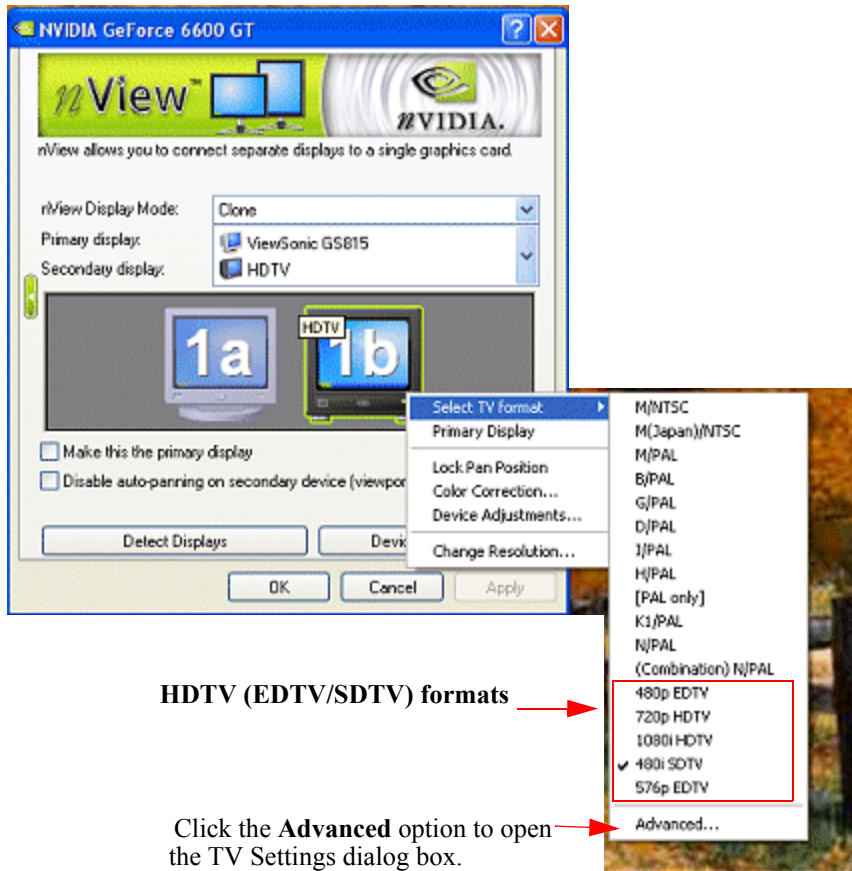 NVIDIA GeForce 6600 GT
nView™
nVIDIA.
nView allows you to connect separate displays to a single graphics card.
nView Display Mode:
Clone
Primary display:
ViewSonic GS815
Secondary display:
HDTV
1a
HDTV
1b
Make this the primary display
Disable auto-panning on secondary device (viewpor
Detect Displays
Devic
OK
Cancel
Apply
Select TV format
Primary Display
Lock Pan Position
Color Correction...
Device Adjustments...
Change Resolution...
M/NTSC
M(Japan)/NTSC
M/PAL
B/PAL
G/PAL
D/PAL
I/PAL
H/PAL
[PAL only]
K1/PAL
N/PAL
(Combination) N/PAL
480p EDTV
720p HDTV
1080i HDTV
480i SDTV
576p EDTV
Advanced...
HDTV (EDTV/SDTV) formats
Click the Advanced option to open
the TV Settings dialog box.